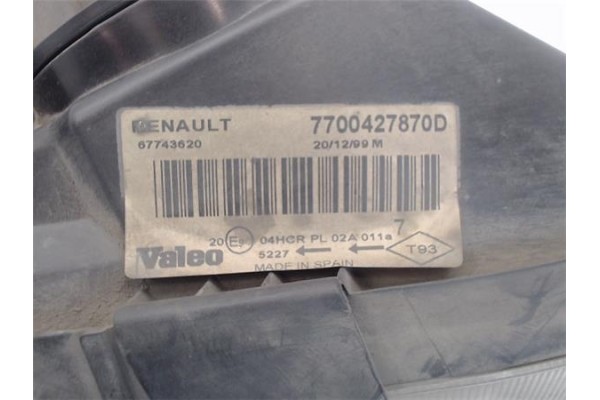 RENAULT 7700427870D
67743620 20/12/99 M
20 E9 04HCR PL 02A 011a 7
Valeo 5227 T93
MADE IN SPAIN